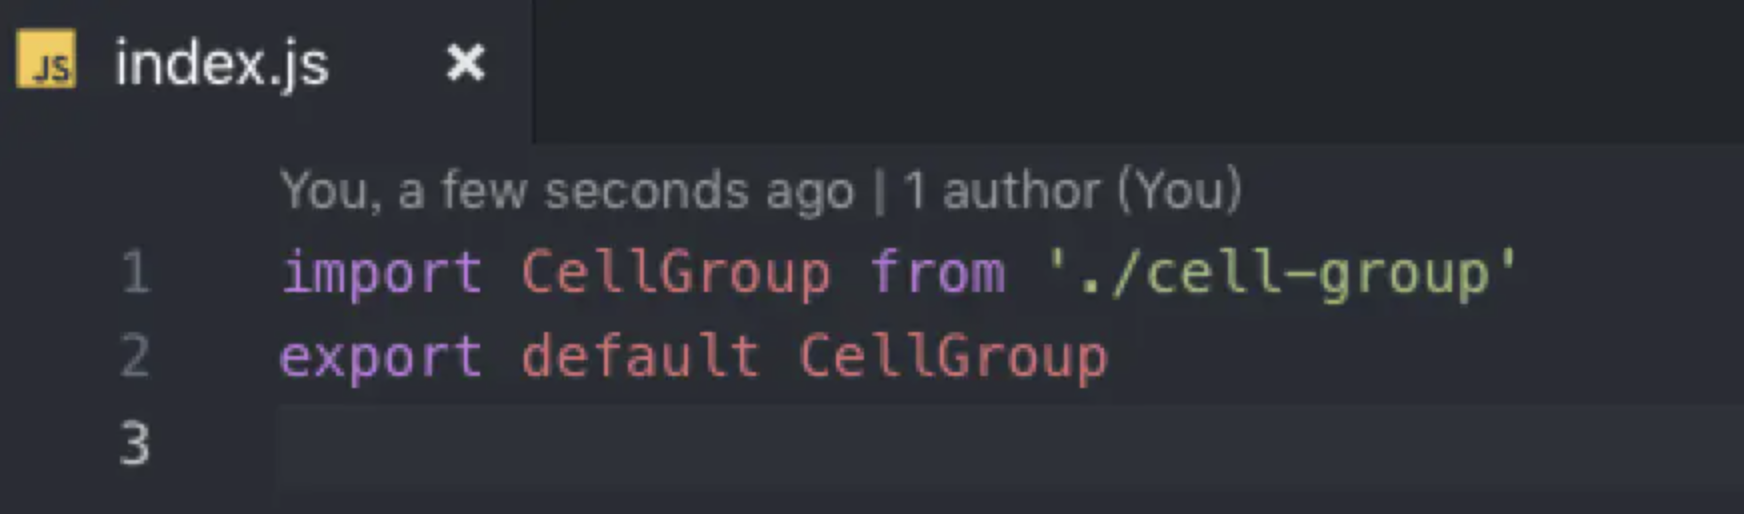 JS index.js ×
You, a few seconds ago | 1 author (You)
1 import CellGroup from './cell-group'
2 export default CellGroup
3